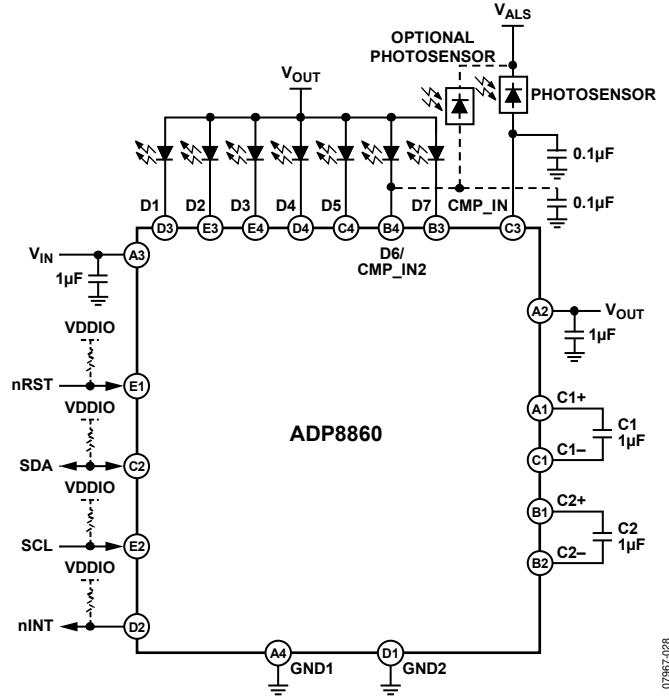 VALS
OPTIONAL
PHOTOSENSOR
VOUT
PHOTOSENSOR
0.1µF
0.1µF
D1 D2 D3 D4 D5 D7 CMP_IN
D3 E3 E4 D4 C4 B4 B3 C3
D6/
CMP_IN2
VIN
A3
1µF
A2
VOUT
1µF
VDDIO
nRST
E1
VDDIO
SDA
C2
VDDIO
SCL
E2
VDDIO
nINT
D2
ADP8860
A1
C1+
C1
1µF
C1
C1–
B1
C2+
C2
1µF
B2
C2–
A4
GND1
D1
GND2
07967-028